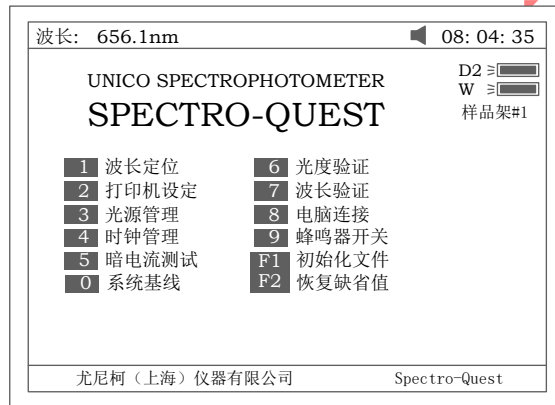 波长: 656.1nm 08: 04: 35
D2
UNICO SPECTROPHOTOMETER
W
SPECTRO-QUEST
样品架#1
1 波长定位 6 光度验证
2 打印机设定 7 波长验证
3 光源管理 8 电脑连接
4 时钟管理 9 蜂鸣器开关
5 暗电流测试 F1 初始化文件
0 系统基线 F2 恢复缺省值
尤尼柯（上海）仪器有限公司 Spectro-Quest